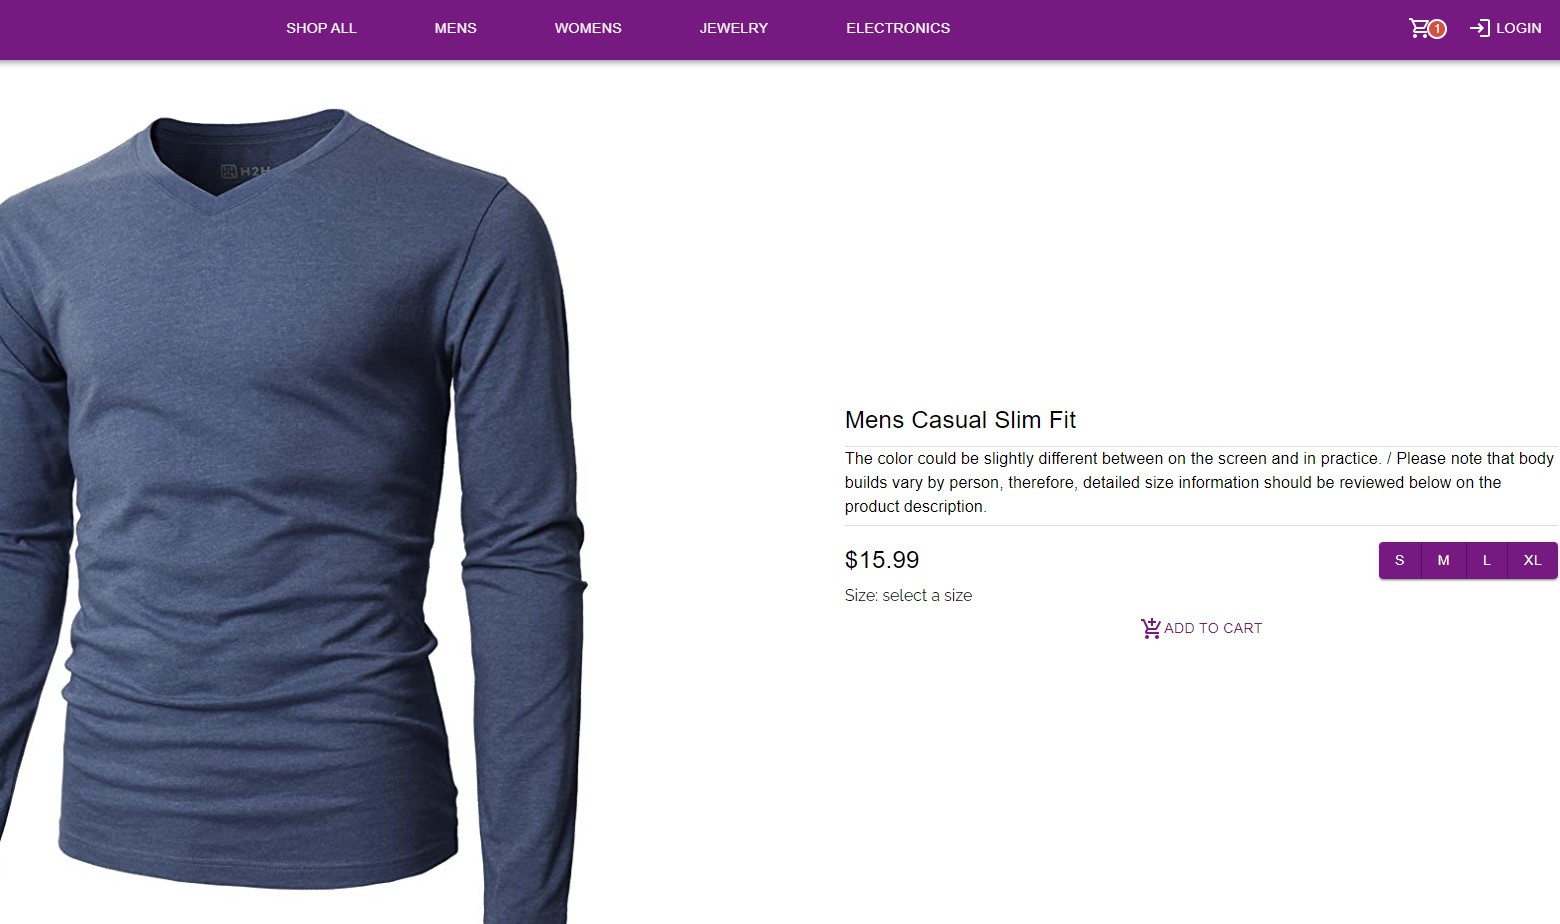 SHOP ALL MENS WOMENS JEWELRY ELECTRONICS 1 LOGIN
H2H
Mens Casual Slim Fit
The color could be slightly different between on the screen and in practice. / Please note that body
builds vary by person, therefore, detailed size information should be reviewed below on the
product description.
$15.99 S M L XL
Size: select a size
ADD TO CART